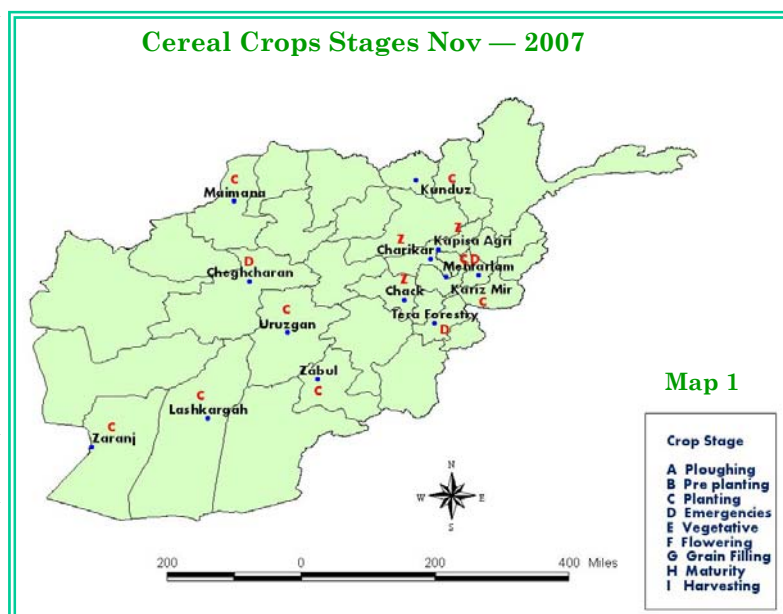 Cereal Crops Stages Nov — 2007
C
Maimana
C
Kunduz
Z
Kapisa Agri
Z
Charikar
C D
Mehrarlam
D
Cheghcharan
Z
Chack
Kariz Mir
C
C
Uruzgan
Tera Forestry
D
Zabul
C
C
Lashkargah
C
Zaranj
Map 1
Crop Stage
A Ploughing
B Pre planting
C Planting
D Emergencies
E Vegetative
F Flowering
G Grain Filling
H Maturity
I Harvesting
N
W E
S
200 0 200 400 Miles